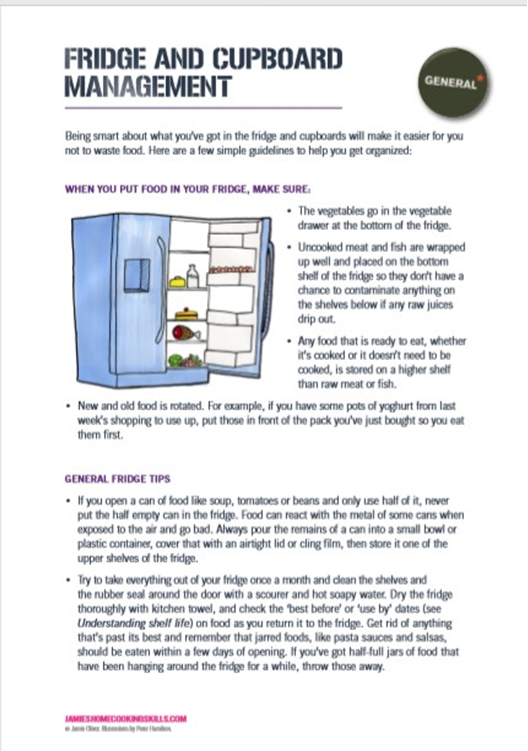 FRIDGE AND CUPBOARD
MANAGEMENT
GENERAL*
Being smart about what you've got in the fridge and cupboards will make it easier for you
not to waste food. Here are a few simple guidelines to help you get organized:
WHEN YOU PUT FOOD IN YOUR FRIDGE, MAKE SURE:
• The vegetables go in the vegetable
drawer at the bottom of the fridge.
• Uncooked meat and fish are wrapped
up well and placed on the bottom
shelf of the fridge so they don't have a
chance to contaminate anything on
the shelves below if any raw juices
drip out.
• Any food that is ready to eat, whether
it's cooked or it doesn't need to be
cooked, is stored on a higher shelf
than raw meat or fish.
• New and old food is rotated. For example, if you have some pots of yoghurt from last
week's shopping to use up, put those in front of the pack you've just bought so you eat
them first.
GENERAL FRIDGE TIPS
• If you open a can of food like soup, tomatoes or beans and only use half of it, never
put the half empty can in the fridge. Food can react with the metal of some cans when
exposed to the air and go bad. Always pour the remains of a can into a small bowl or
plastic container, cover that with an airtight lid or cling film, then store it one of the
upper shelves of the fridge.
• Try to take everything out of your fridge once a month and clean the shelves and
the rubber seal around the door with a scourer and hot soapy water. Dry the fridge
thoroughly with kitchen towel, and check the 'best before' or 'use by' dates (see
Understanding shelf life) on food as you return it to the fridge. Get rid of anything
that's past its best and remember that jarred foods, like pasta sauces and salsas,
should be eaten within a few days of opening. If you've got half-full jars of food that
have been hanging around the fridge for a while, throw those away.
JAMIESHOMECOOKINGSKILLS.COM
© Jamie Oliver. Illustrations by Peter Hamilton.